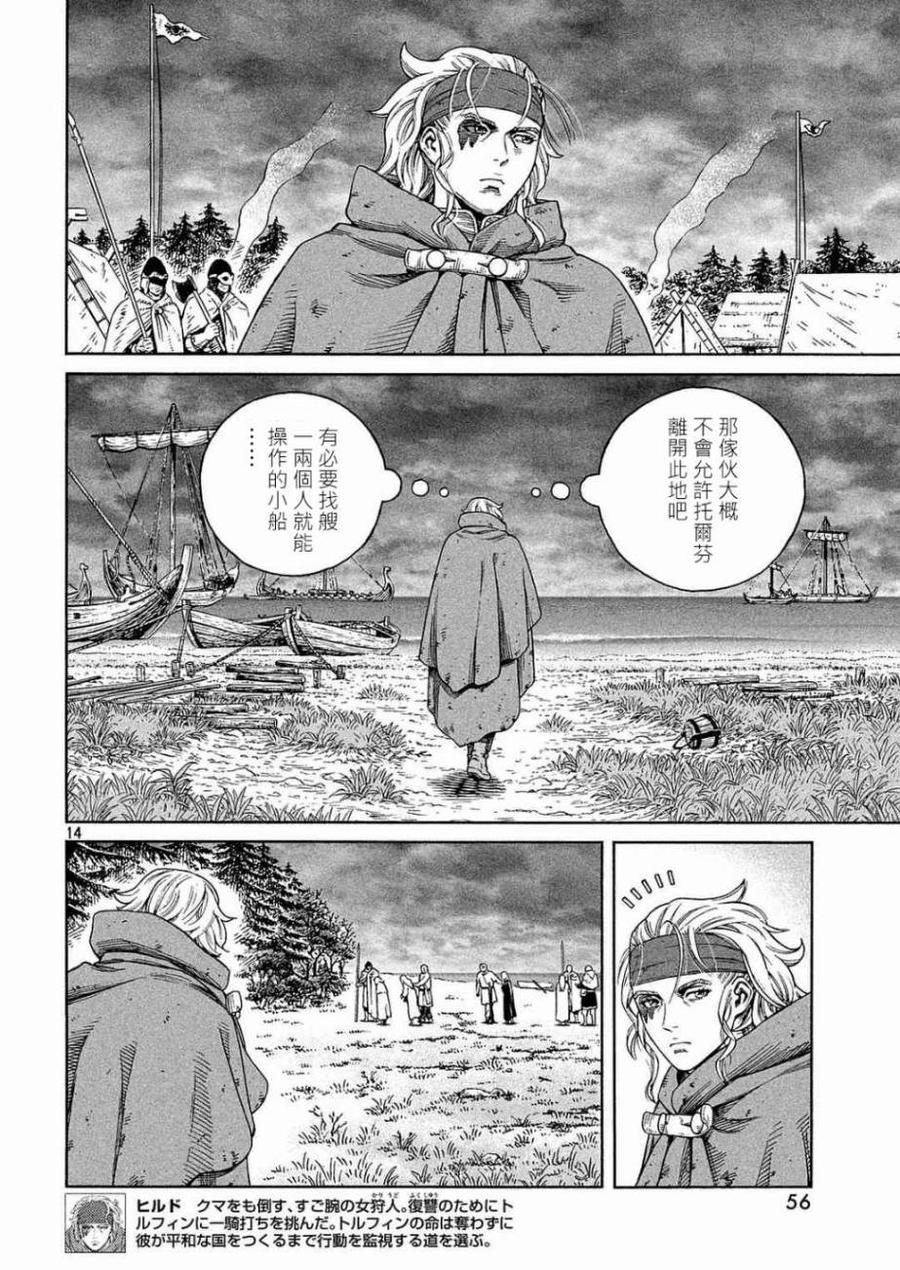 那傢伙大概
不會允許托爾芬
離開此地吧
有必要找艘
一兩個人就能
操作的小船
……
14
56
ヒルド クマをも倒す、すご腕の女狩人。復讐のためにト
ルフィンに一騎打ちを挑んだ。トルフィンの命は奪わずに
彼が平和な国をつくるまで行動を監視する道を選ぶ。